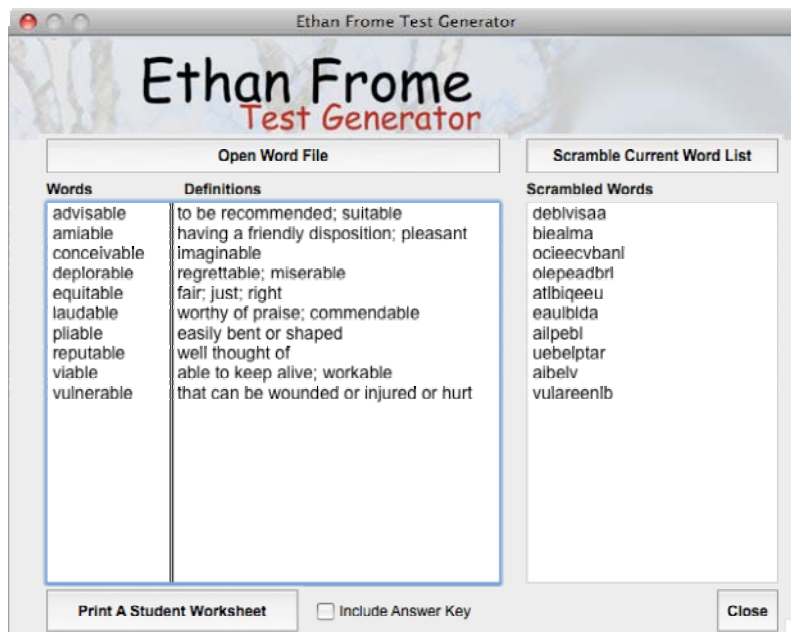 Ethan Frome Test Generator
Ethan Frome
Test Generator
Open Word File
Scramble Current Word List
Words Definitions Scrambled Words
advisable to be recommended; suitable deblvisaa
amiable having a friendly disposition; pleasant biealma
conceivable imaginable ocieecvbanl
deplorable regrettable; miserable olepeadbrl
equitable fair; just; right atlbiqeeu
laudable worthy of praise; commendable eaulblda
pliable easily bent or shaped ailpebl
reputable well thought of uebelptar
viable able to keep alive; workable aibelv
vulnerable that can be wounded or injured or hurt vulareenlb
Print A Student Worksheet Include Answer Key Close